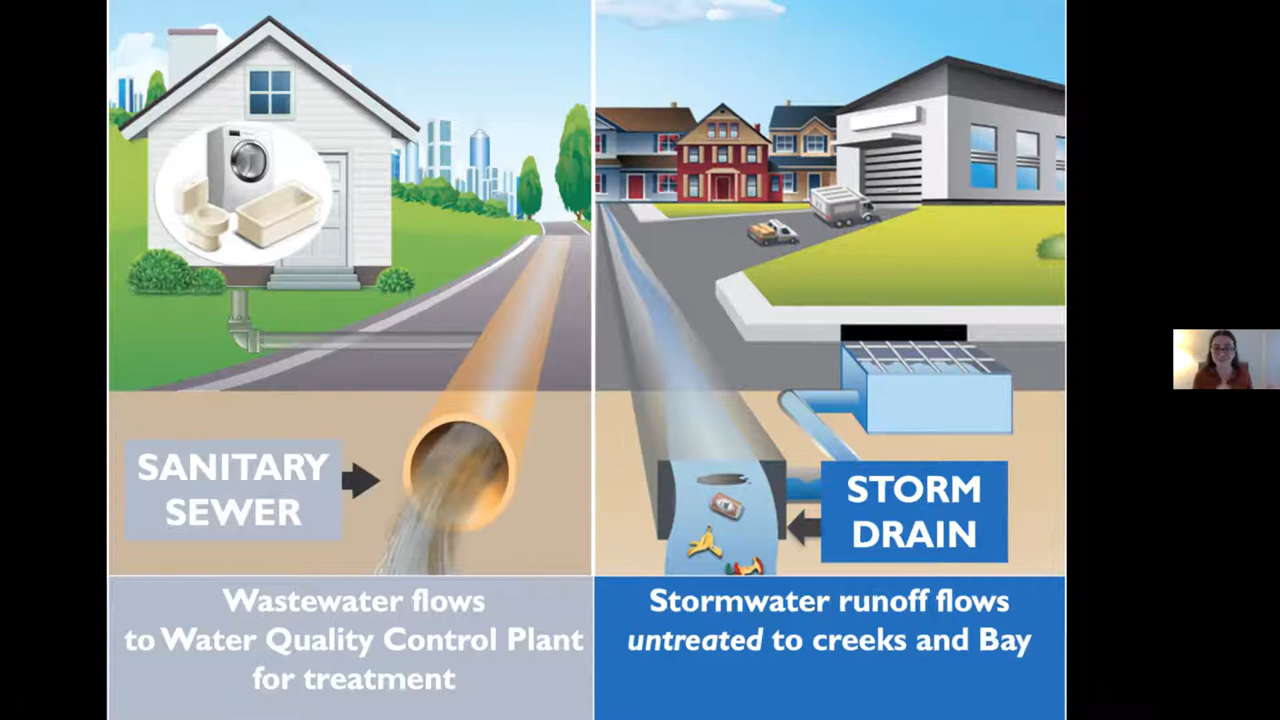 SANITARY
SEWER
Wastewater flows
to Water Quality Control Plant
for treatment
STORM
DRAIN
Stormwater runoff flows
untreated to creeks and Bay